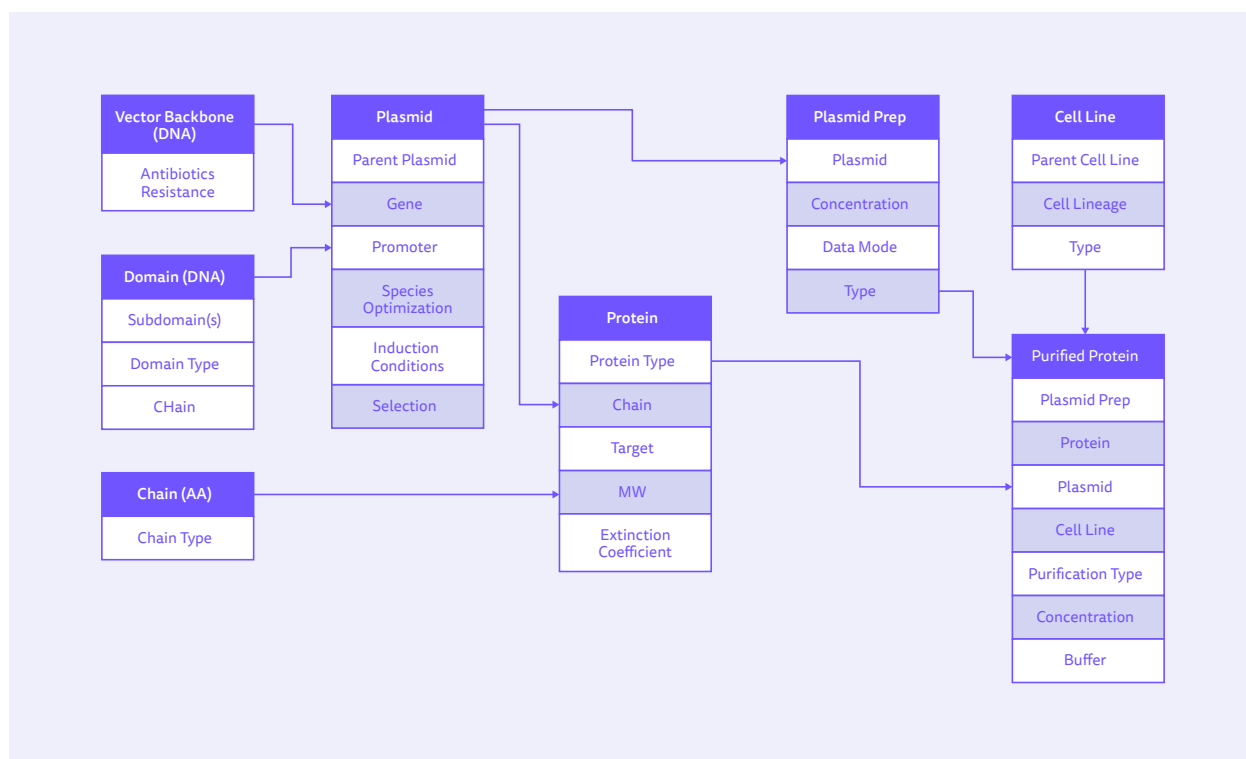 Vector Backbone
(DNA)
Antibiotics
Resistance
Domain (DNA)
Subdomain(s)
Domain Type
CHain
Chain (AA)
Chain Type
Plasmid
Parent Plasmid
Gene
Promoter
Species
Optimization
Induction
Conditions
Selection
Protein
Protein Type
Chain
Target
MW
Extinction
Coefficient
Plasmid Prep
Plasmid
Concentration
Data Mode
Type
Cell Line
Parent Cell Line
Cell Lineage
Type
Purified Protein
Plasmid Prep
Protein
Plasmid
Cell Line
Purification Type
Concentration
Buffer